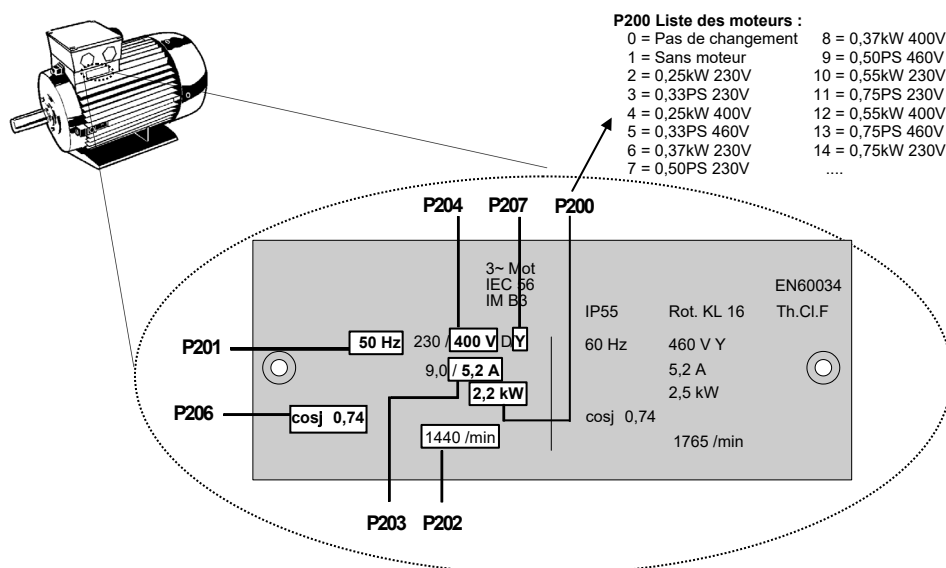 P200 Liste des moteurs :
0 = Pas de changement
1 = Sans moteur
2 = 0,25kW 230V
3 = 0,33PS 230V
4 = 0,25kW 400V
5 = 0,33PS 460V
6 = 0,37kW 230V
7 = 0,50PS 230V
8 = 0,37kW 400V
9 = 0,50PS 460V
10 = 0,55kW 230V
11 = 0,75PS 230V
12 = 0,55kW 400V
13 = 0,75PS 460V
14 = 0,75kW 230V
....
P204 P207 P200
3~ Mot
IEC 56
IM B3
EN60034
IP55 Rot. KL 16 Th.Cl.F
P201
50 Hz 230 / 400 V D Y
60 Hz 460 V Y
9,0 / 5,2 A
5,2 A
2,2 kW
2,5 kW
P206
cosj 0,74
cosj 0,74
1440 /min
1765 /min
P203 P202